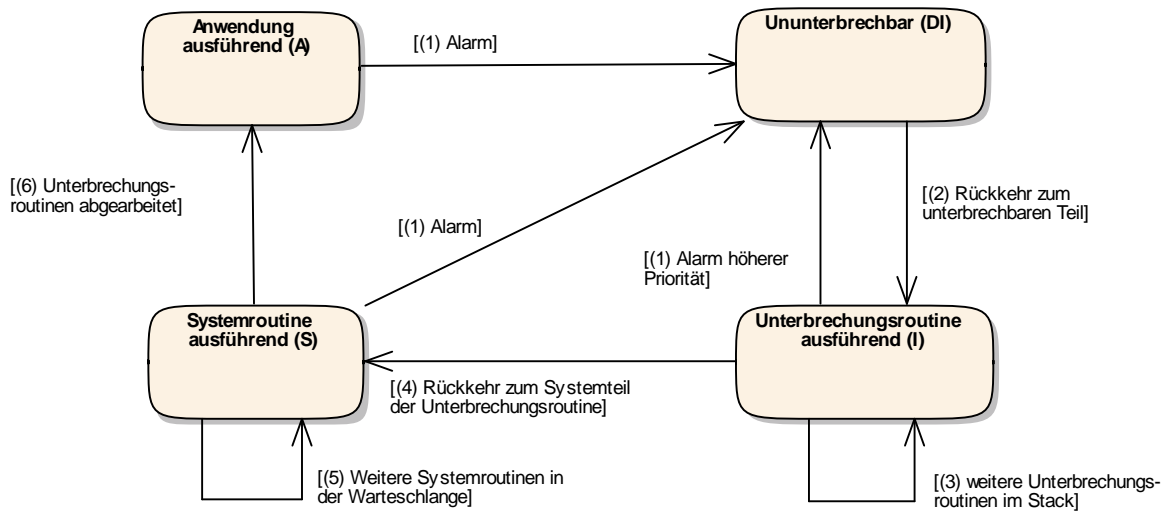 Anwendung
ausführend (A)
Ununterbrechbar (DI)
[(1) Alarm]
[(6) Unterbrechungs-
routinen abgearbeitet]
[(1) Alarm]
[(2) Rückkehr zum
unterbrechbaren Teil]
[(1) Alarm höherer
Priorität]
Systemroutine
ausführend (S)
Unterbrechungsroutine
ausführend (I)
[(4) Rückkehr zum Systemteil
der Unterbrechungsroutine]
[(5) Weitere Systemroutinen in
der Warteschlange]
[(3) weitere Unterbrechungs-
routinen im Stack]